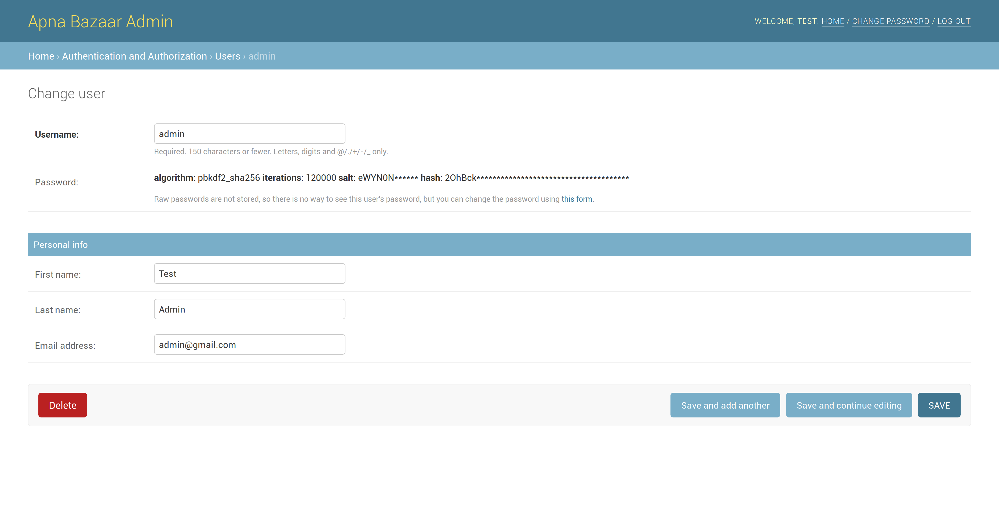 Apna Bazaar Admin
WELCOME, TEST. HOME / CHANGE PASSWORD / LOG OUT
Home › Authentication and Authorization › Users › admin
Change user
Username:
admin
Required. 150 characters or fewer. Letters, digits and @/./+/-/_ only.
Password:
algorithm: pbkdf2_sha256 iterations: 120000 salt: eWYN0N****** hash: 2OhBck**************************************
Raw passwords are not stored, so there is no way to see this user's password, but you can change the password using this form.
Personal info
First name:
Test
Last name:
Admin
Email address:
admin@gmail.com
Delete
Save and add another
Save and continue editing
SAVE